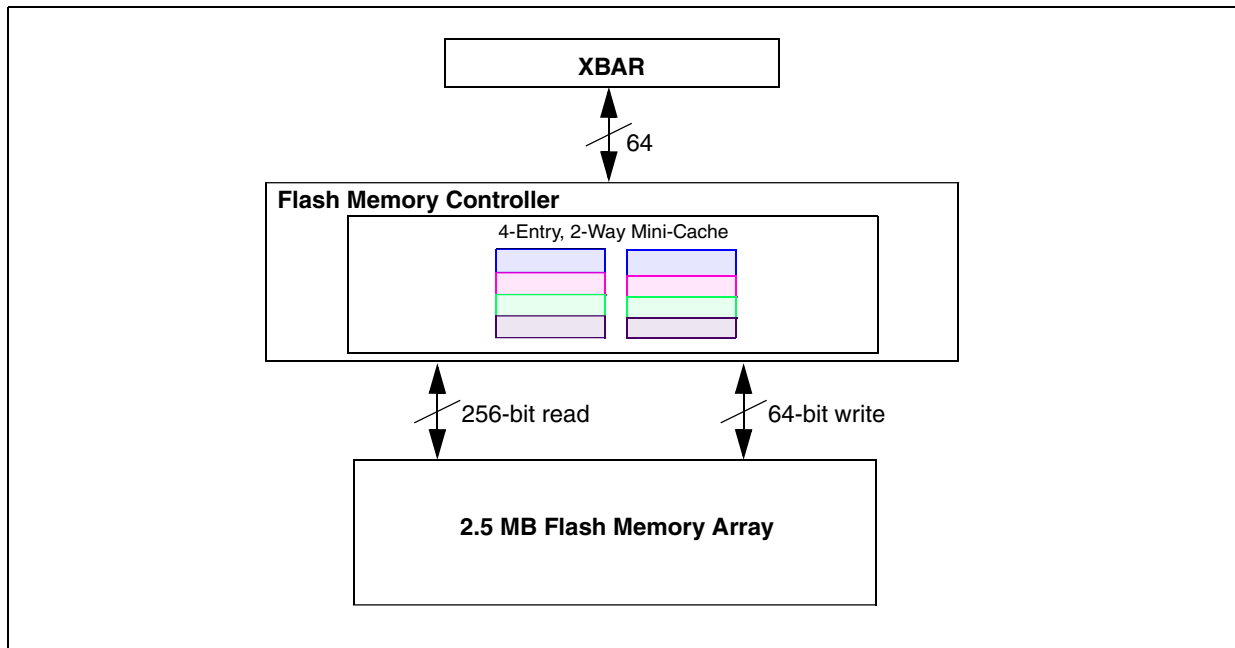 XBAR
64
Flash Memory Controller
4-Entry, 2-Way Mini-Cache
256-bit read
64-bit write
2.5 MB Flash Memory Array